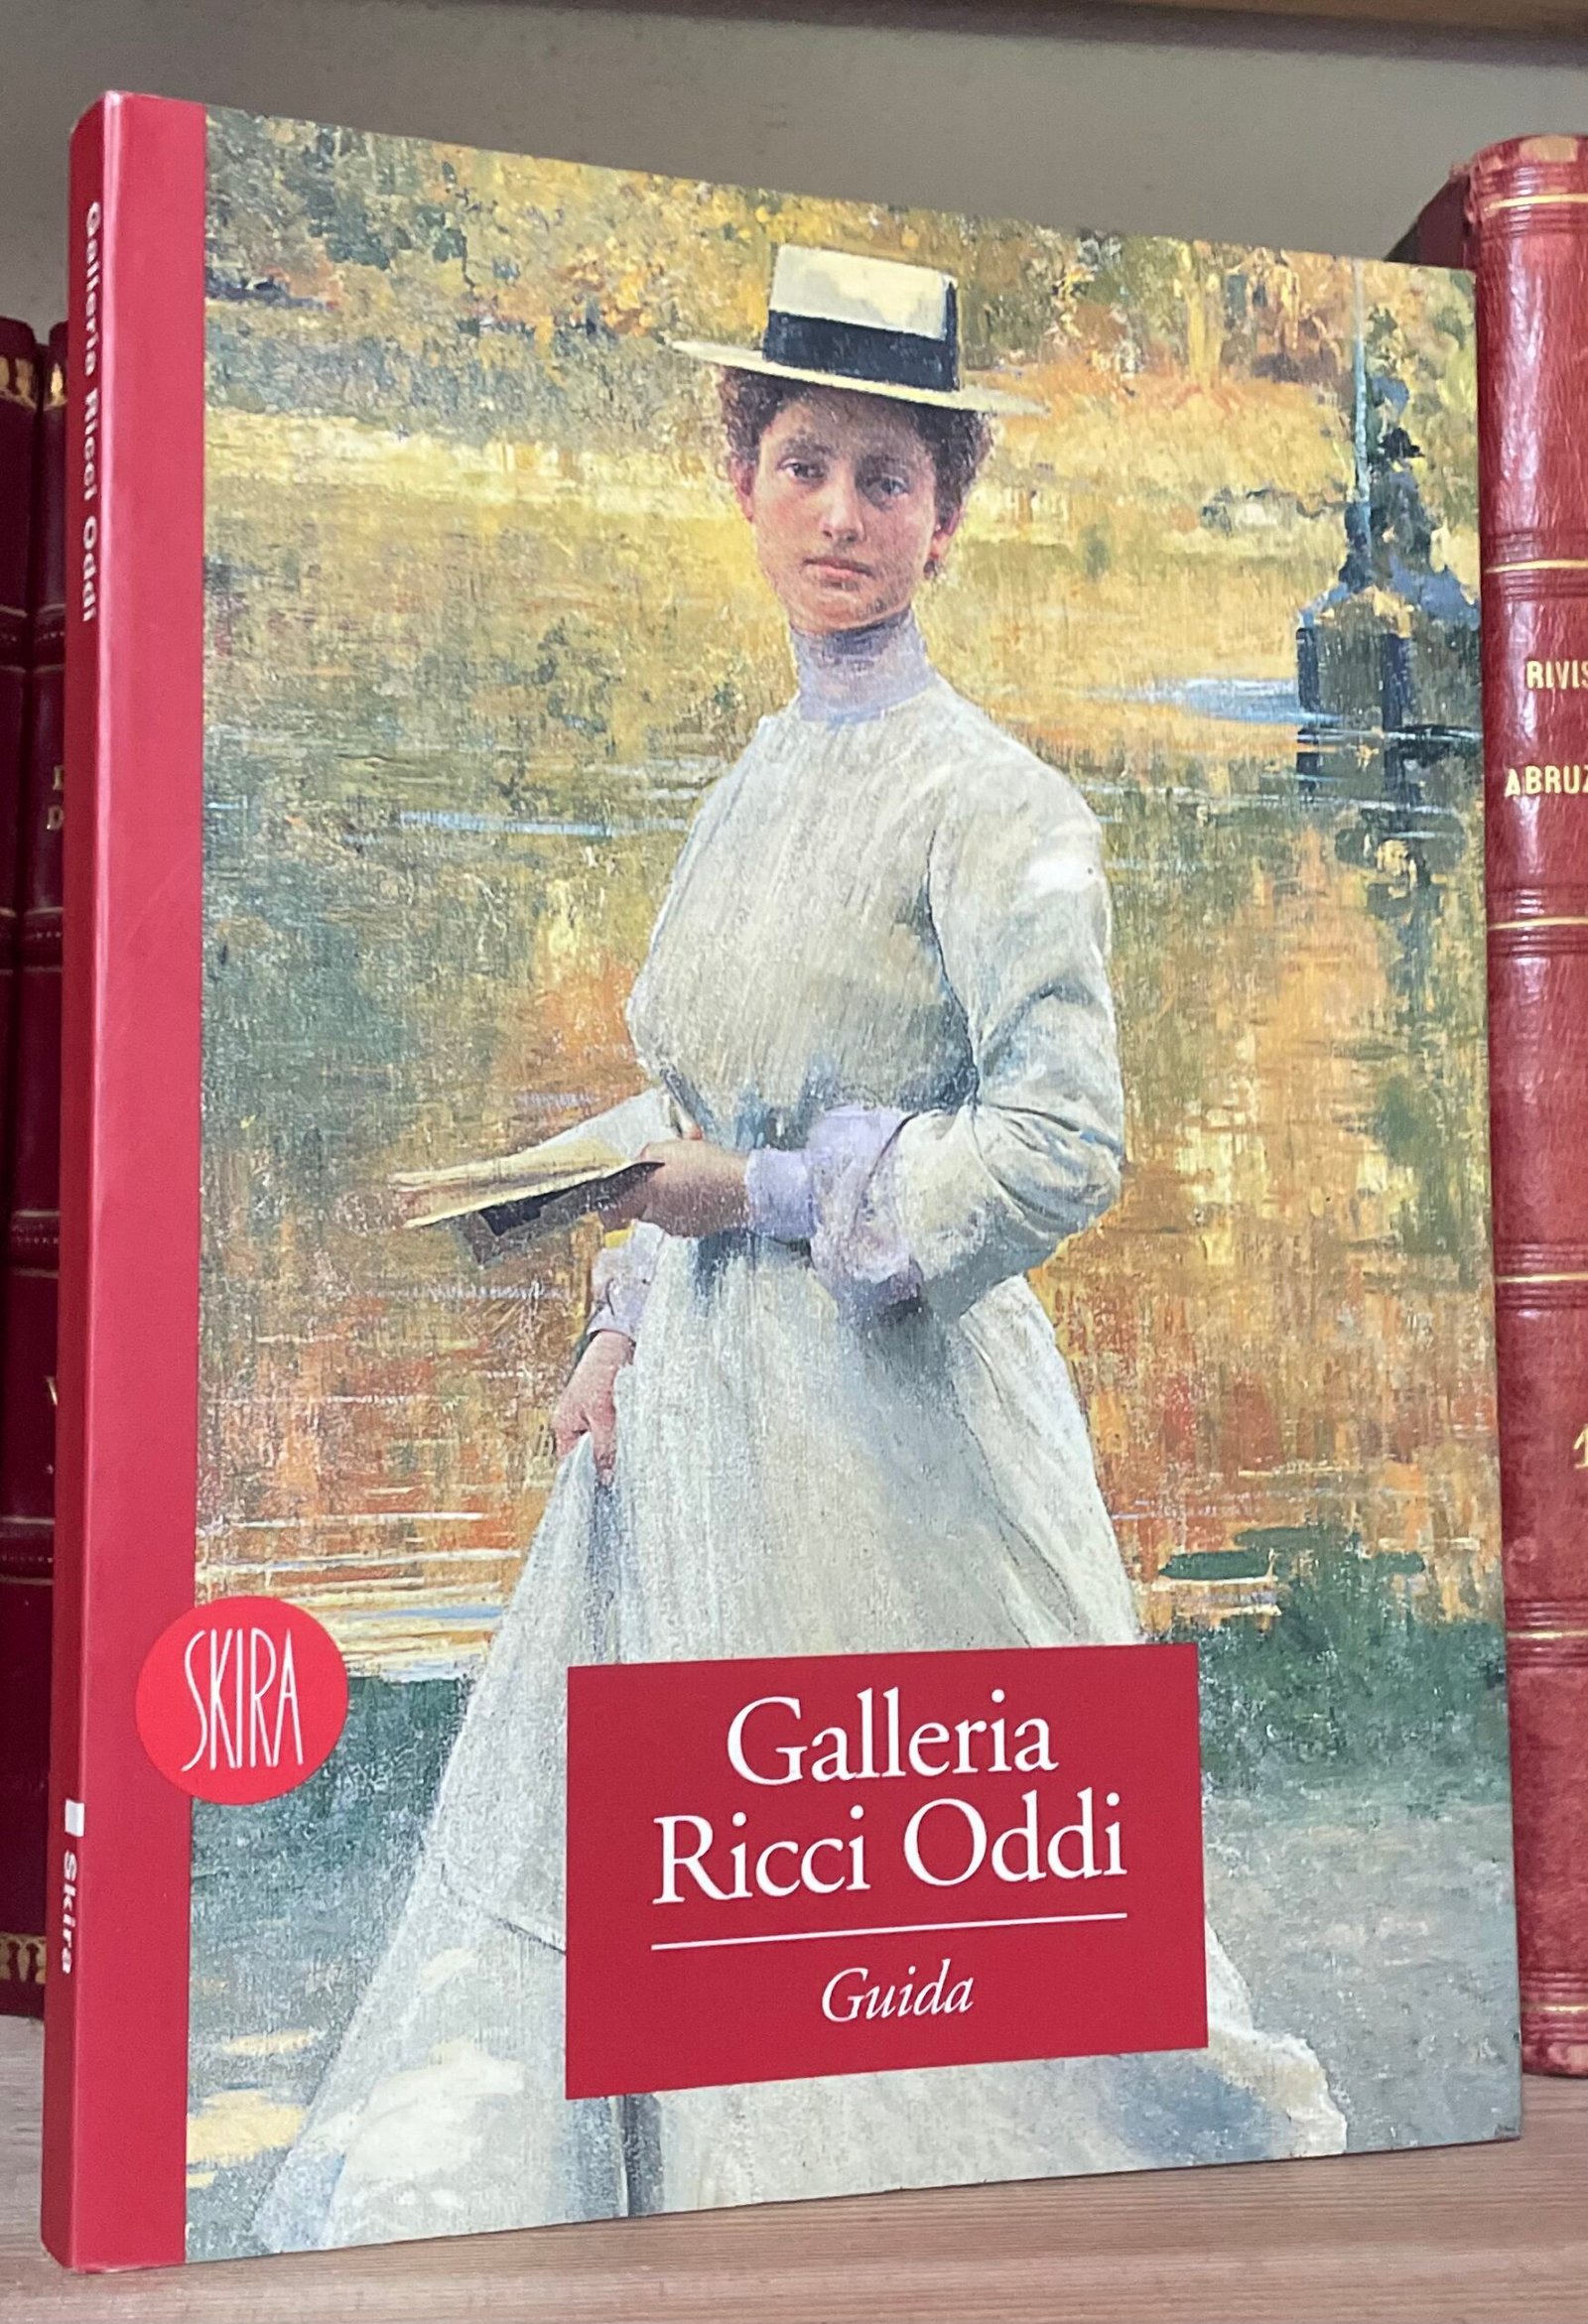 Galleria Ricci Oddi
Skira
SKIRA
Galleria
Ricci Oddi
Guida
RIVIS
ABRUZ